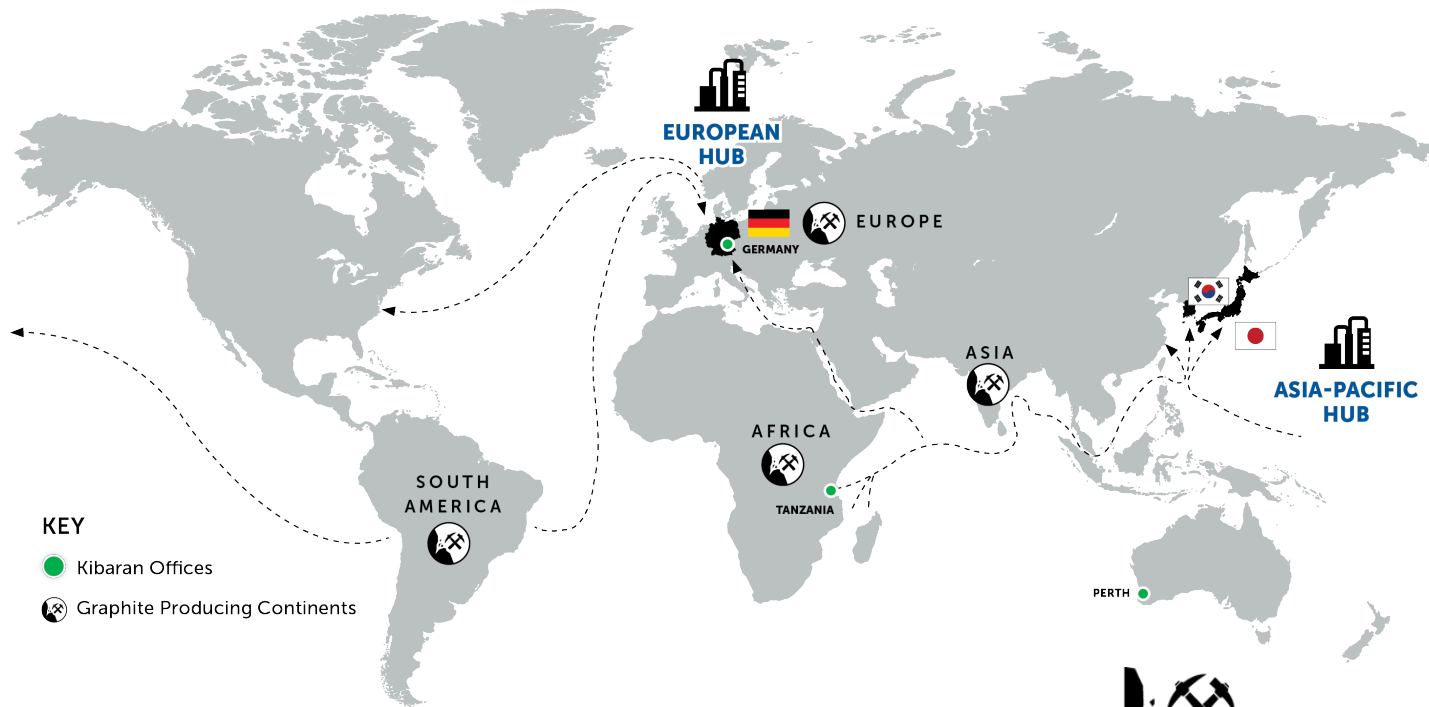 EUROPEAN
HUB
EUROPE
GERMANY
ASIA
ASIA-PACIFIC
HUB
AFRICA
SOUTH
AMERICA
TANZANIA
KEY
Kibaran Offices
Graphite Producing Continents
PERTH